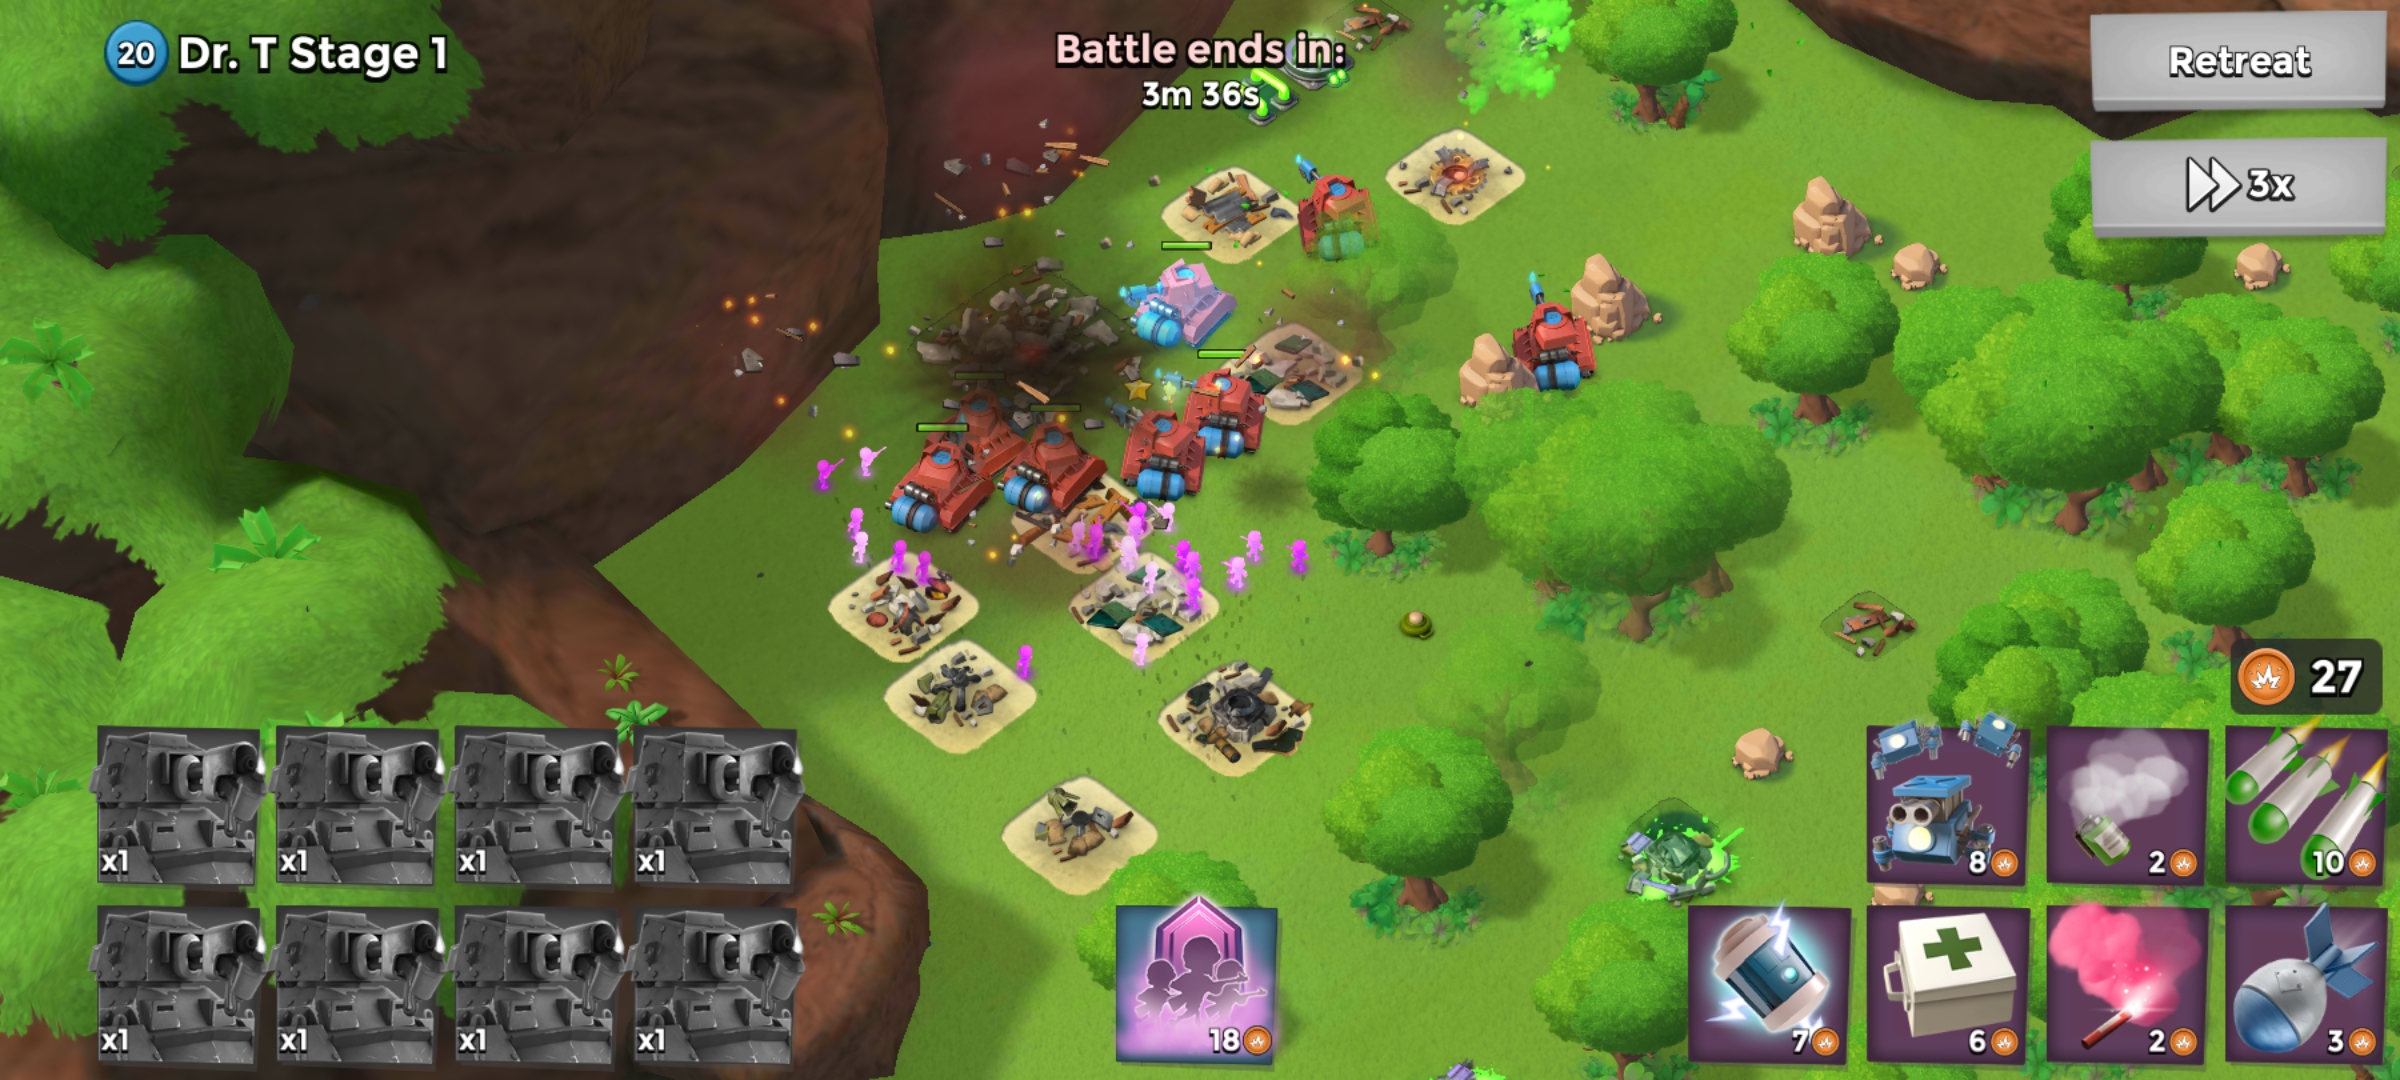 20 Dr. T Stage 1
Battle ends in:
3m 36s
Retreat
3x
27
x1 x1 x1 x1
8 2 10
x1 x1 x1 x1
18
7 6 2 3